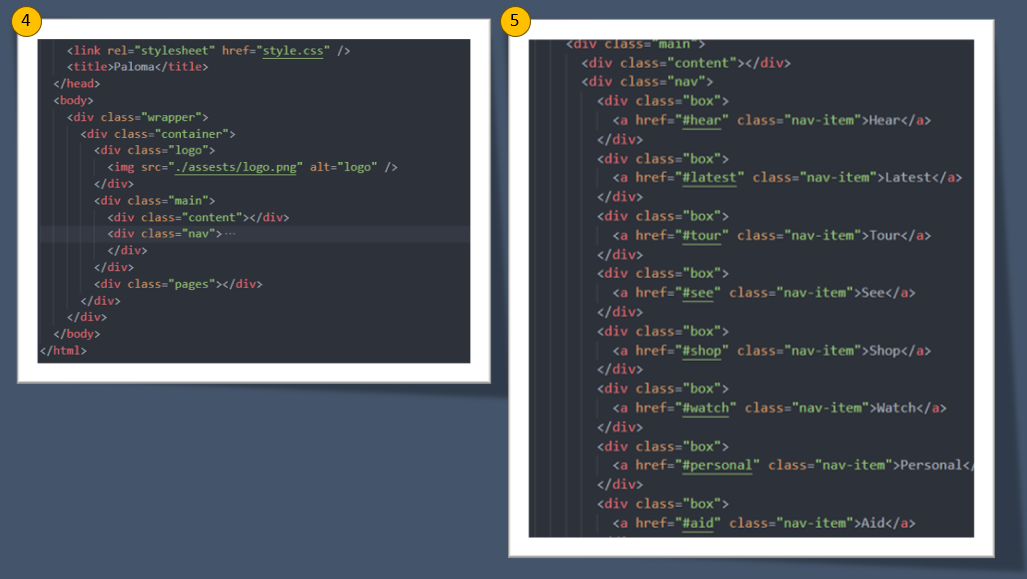 4
<link rel="stylesheet" href="style.css" />
<title>Paloma</title>
</head>
<body>
<div class="wrapper">
<div class="container">
<div class="logo">
<img src="./assests/logo.png" alt="logo" />
</div>
<div class="main">
<div class="content"></div>
<div class="nav">···
</div>
</div>
<div class="pages"></div>
</div>
</div>
</body>
</html>
5
<div class="main">
<div class="content"></div>
<div class="nav">
<div class="box">
<a href="#hear" class="nav-item">Hear</a>
</div>
<div class="box">
<a href="#latest" class="nav-item">Latest</a>
</div>
<div class="box">
<a href="#tour" class="nav-item">Tour</a>
</div>
<div class="box">
<a href="#see" class="nav-item">See</a>
</div>
<div class="box">
<a href="#shop" class="nav-item">Shop</a>
</div>
<div class="box">
<a href="#watch" class="nav-item">Watch</a>
</div>
<div class="box">
<a href="#personal" class="nav-item">Personal</
</div>
<div class="box">
<a href="#aid" class="nav-item">Aid</a>